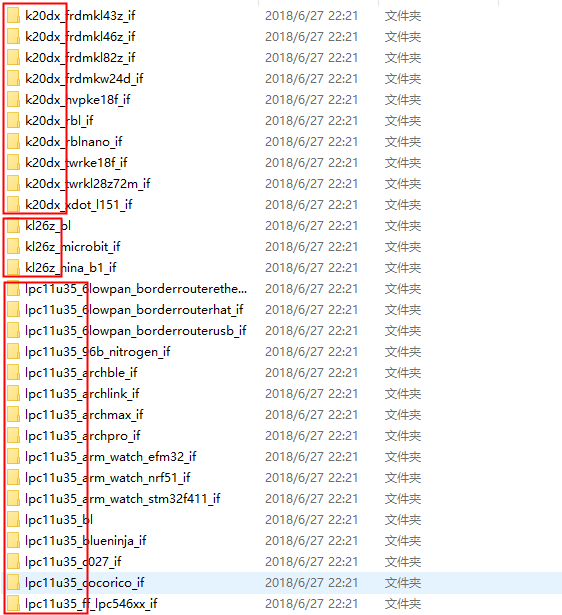 k20dx_frdmkl43z_if 2018/6/27 22:21 文件夹
k20dx_frdmkl46z_if 2018/6/27 22:21 文件夹
k20dx_frdmkl82z_if 2018/6/27 22:21 文件夹
k20dx_frdmkw24d_if 2018/6/27 22:21 文件夹
k20dx_hvpke18f_if 2018/6/27 22:21 文件夹
k20dx_rbl_if 2018/6/27 22:21 文件夹
k20dx_rblnano_if 2018/6/27 22:21 文件夹
k20dx_twrke18f_if 2018/6/27 22:21 文件夹
k20dx_twrkl28z72m_if 2018/6/27 22:21 文件夹
k20dx_xdot_l151_if 2018/6/27 22:21 文件夹
kl26z_bl 2018/6/27 22:21 文件夹
kl26z_microbit_if 2018/6/27 22:21 文件夹
kl26z_nina_b1_if 2018/6/27 22:21 文件夹
lpc11u35_6lowpan_borderrouterethe... 2018/6/27 22:21 文件夹
lpc11u35_6lowpan_borderrouterhat_if 2018/6/27 22:21 文件夹
lpc11u35_6lowpan_borderrouterusb_if 2018/6/27 22:21 文件夹
lpc11u35_96b_nitrogen_if 2018/6/27 22:21 文件夹
lpc11u35_archble_if 2018/6/27 22:21 文件夹
lpc11u35_archlink_if 2018/6/27 22:21 文件夹
lpc11u35_archmax_if 2018/6/27 22:21 文件夹
lpc11u35_archpro_if 2018/6/27 22:21 文件夹
lpc11u35_arm_watch_efm32_if 2018/6/27 22:21 文件夹
lpc11u35_arm_watch_nrf51_if 2018/6/27 22:21 文件夹
lpc11u35_arm_watch_stm32f411_if 2018/6/27 22:21 文件夹
lpc11u35_bl 2018/6/27 22:21 文件夹
lpc11u35_blueninja_if 2018/6/27 22:21 文件夹
lpc11u35_c027_if 2018/6/27 22:21 文件夹
lpc11u35_cocorico_if 2018/6/27 22:21 文件夹
lpc11u35_ff_lpc546xx_if 2018/6/27 22:21 文件夹